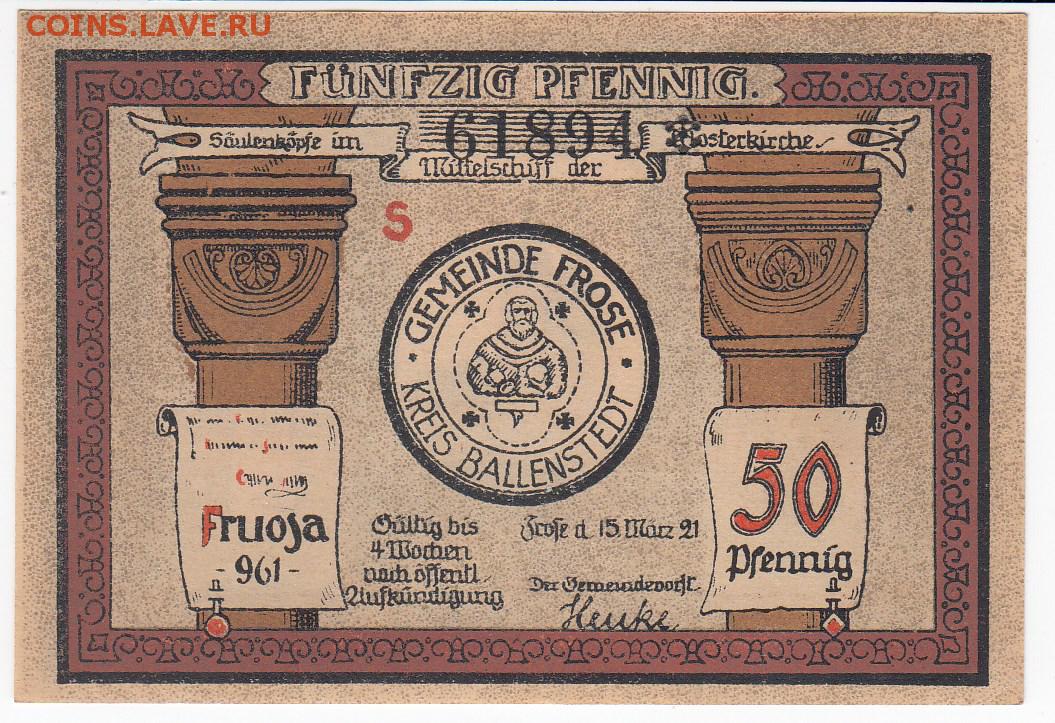 COINS.LAVE.RU
FÜNFZIG PFENNIG.
Säulenköpfe im
61894
Klosterkirche.
Mittelschiff der
S
GEMEINDE FROSE
KREIS BALLENSTEDT
50
Pfennig
Fruosa
- 961 -
Gültig bis
4 Wochen
nach öffentl.
Aufkündigung
Frose d. 15. März 21
Der Gemeindevorst.
Henke